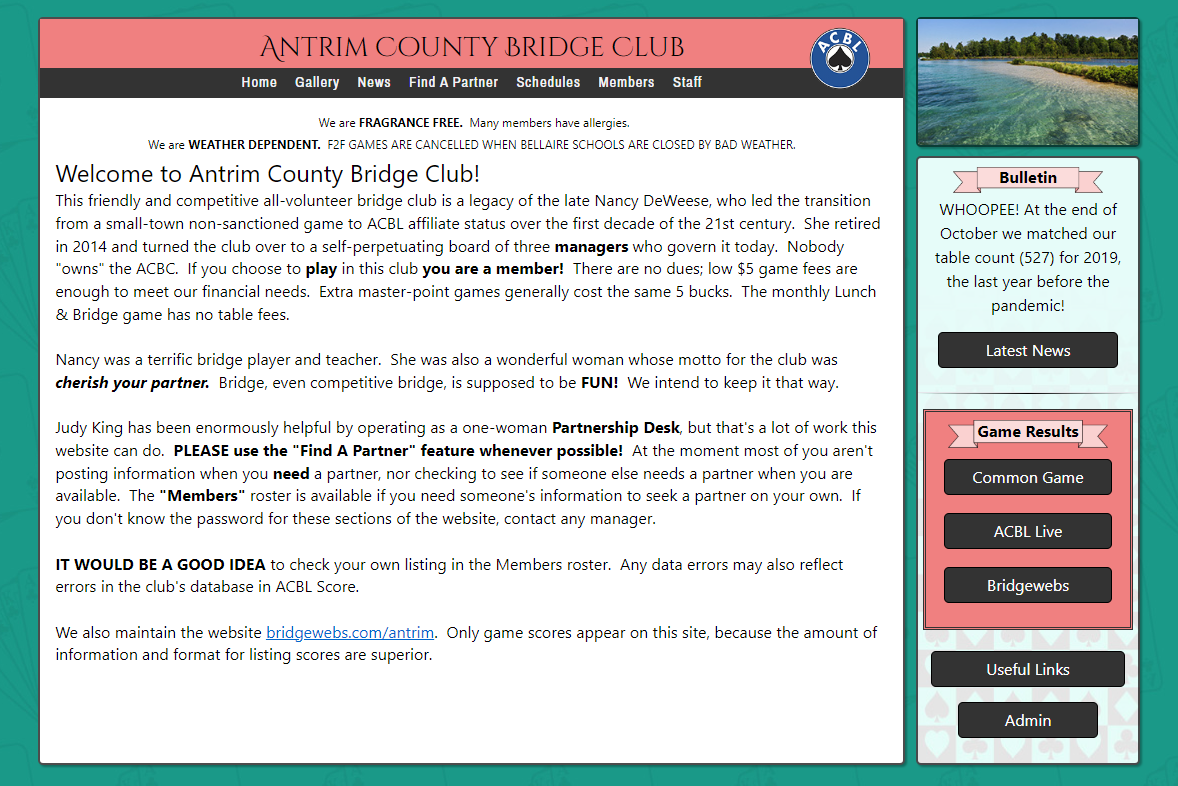 Antrim County Bridge Club
ACBL
Home Gallery News Find A Partner Schedules Members Staff
We are FRAGRANCE FREE. Many members have allergies.
We are WEATHER DEPENDENT. F2F GAMES ARE CANCELLED WHEN BELLAIRE SCHOOLS ARE CLOSED BY BAD WEATHER.
Welcome to Antrim County Bridge Club!
This friendly and competitive all-volunteer bridge club is a legacy of the late Nancy DeWeese, who led the transition
from a small-town non-sanctioned game to ACBL affiliate status over the first decade of the 21st century. She retired
in 2014 and turned the club over to a self-perpetuating board of three managers who govern it today. Nobody
"owns" the ACBC. If you choose to play in this club you are a member! There are no dues; low $5 game fees are
enough to meet our financial needs. Extra master-point games generally cost the same 5 bucks. The monthly Lunch
& Bridge game has no table fees.
Nancy was a terrific bridge player and teacher. She was also a wonderful woman whose motto for the club was
cherish your partner. Bridge, even competitive bridge, is supposed to be FUN! We intend to keep it that way.
Judy King has been enormously helpful by operating as a one-woman Partnership Desk, but that's a lot of work this
website can do. PLEASE use the "Find A Partner" feature whenever possible! At the moment most of you aren't
posting information when you need a partner, nor checking to see if someone else needs a partner when you are
available. The "Members" roster is available if you need someone's information to seek a partner on your own. If
you don't know the password for these sections of the website, contact any manager.
IT WOULD BE A GOOD IDEA to check your own listing in the Members roster. Any data errors may also reflect
errors in the club's database in ACBL Score.
We also maintain the website bridgewebs.com/antrim. Only game scores appear on this site, because the amount of
information and format for listing scores are superior.
Bulletin
WHOOPEE! At the end of
October we matched our
table count (527) for 2019,
the last year before the
pandemic!
Latest News
Game Results
Common Game
ACBL Live
Bridgewebs
Useful Links
Admin